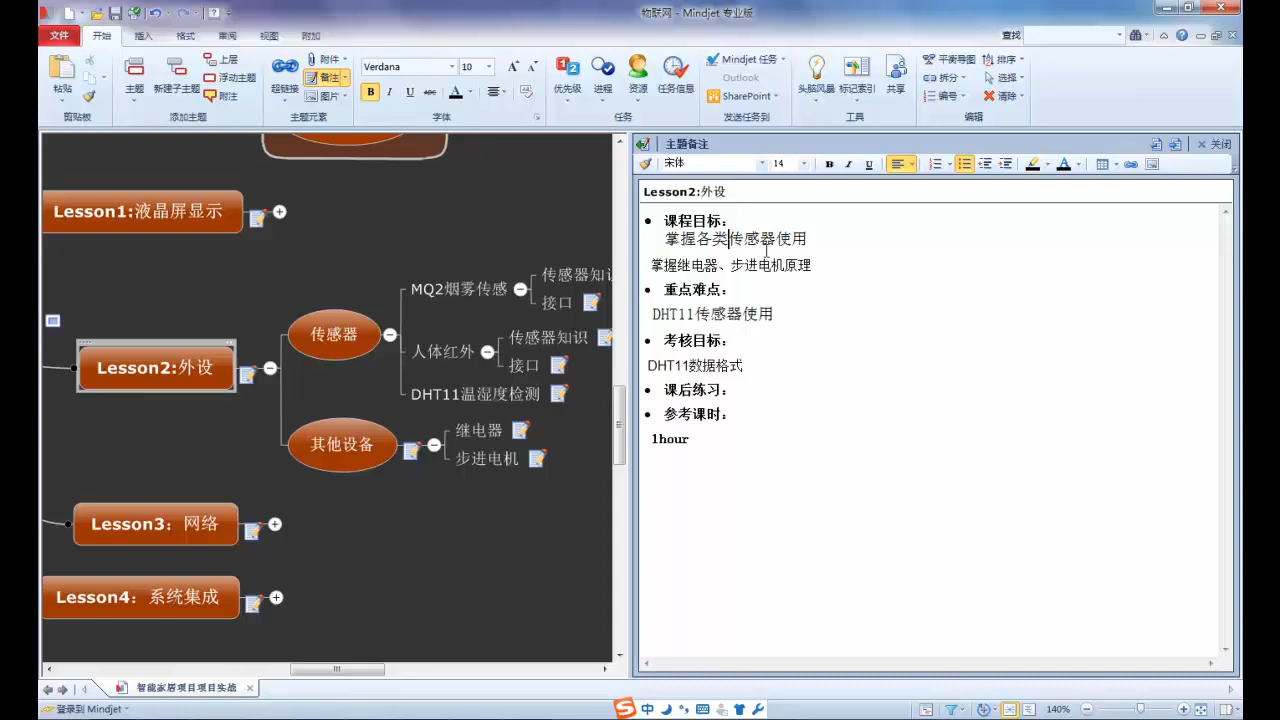 物联网 - Mindjet 专业版
文件 开始 插入 格式 审阅 视图 附加 查找
粘贴 主题 新建子主题 上层 浮动主题 附注 超链接 附件 备注 图片
Verdana 10
B I U abc A
优先级 进程 资源 任务信息 Mindjet 任务 Outlook SharePoint 头脑风暴 标记索引 共享 平衡导图 拆分 编号 排序 选择 清除
剪贴板 添加主题 主题元素 字体 任务 发送任务到 工具 编辑
Lesson1:液晶屏显示
Lesson2:外设
传感器
MQ2烟雾传感
传感器知识
接口
人体红外
传感器知识
接口
DHT11温湿度检测
其他设备
继电器
步进电机
Lesson3：网络
Lesson4：系统集成
主题备注 关闭
宋体 14 B I U A
Lesson2:外设
课程目标：
掌握各类传感器使用
掌握继电器、步进电机原理
重点难点：
DHT11传感器使用
考核目标：
DHT11数据格式
课后练习：
参考课时：
1hour
智能家居项目项目实战
登录到 Mindjet
中
140%